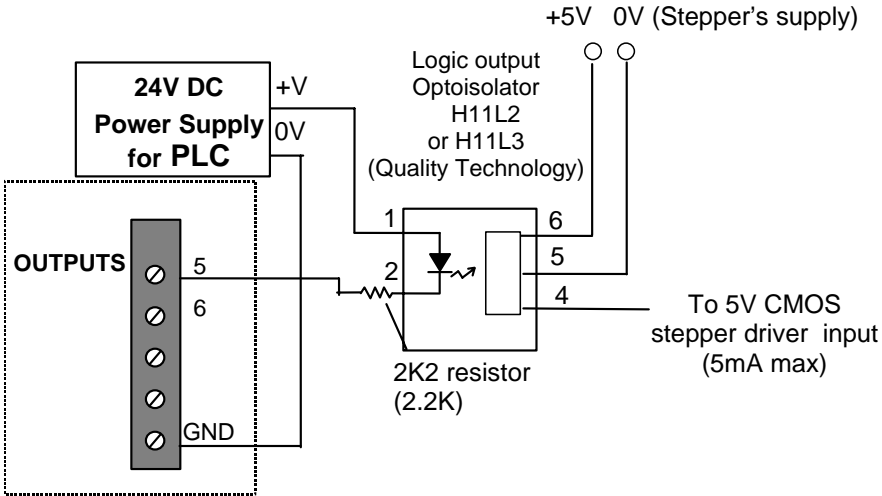 +5V 0V (Stepper's supply)
Logic output
Optoisolator
H11L2
or H11L3
(Quality Technology)
24V DC
Power Supply
for PLC
+V
0V
1
2
6
5
4
OUTPUTS
5
6
GND
To 5V CMOS
stepper driver input
(5mA max)
2K2 resistor
(2.2K)